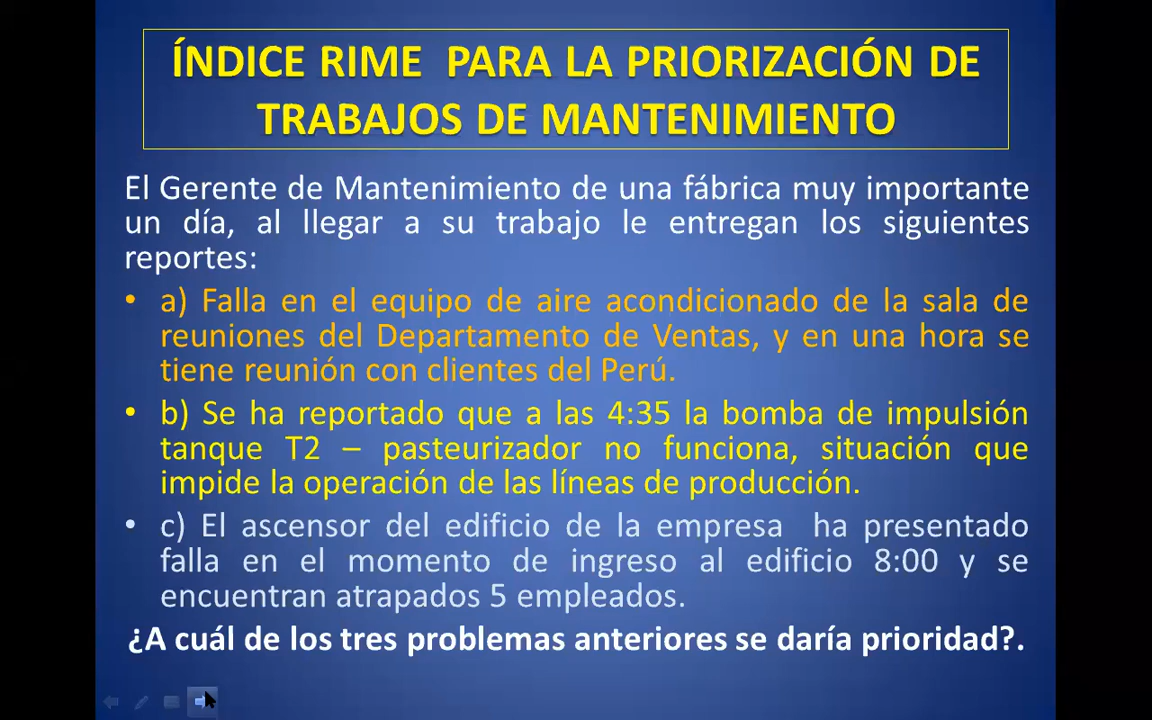 ÍNDICE RIME PARA LA PRIORIZACIÓN DE
TRABAJOS DE MANTENIMIENTO
El Gerente de Mantenimiento de una fábrica muy importante
un día, al llegar a su trabajo le entregan los siguientes
reportes:
• a) Falla en el equipo de aire acondicionado de la sala de
reuniones del Departamento de Ventas, y en una hora se
tiene reunión con clientes del Perú.
• b) Se ha reportado que a las 4:35 la bomba de impulsión
tanque T2 – pasteurizador no funciona, situación que
impide la operación de las líneas de producción.
• c) El ascensor del edificio de la empresa ha presentado
falla en el momento de ingreso al edificio 8:00 y se
encuentran atrapados 5 empleados.
¿A cuál de los tres problemas anteriores se daría prioridad?.